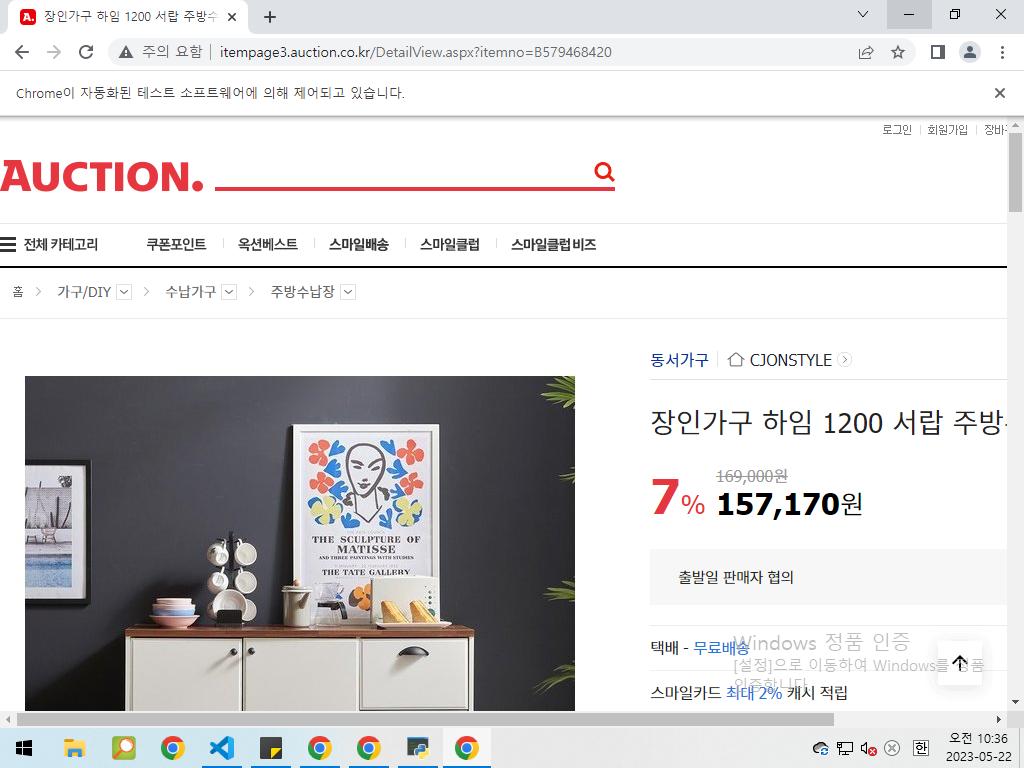 장인가구 하임 1200 서랍 주방수
주의 요함
itempage3.auction.co.kr/DetailView.aspx?itemno=B579468420
Chrome이 자동화된 테스트 소프트웨어에 의해 제어되고 있습니다.
로그인 회원가입 장바구
AUCTION.
전체 카테고리 쿠폰포인트 옥션베스트 스마일배송 스마일클럽 스마일클럽 비즈
홈 가구/DIY 수납가구 주방수납장
동서가구 CJONSTYLE
장인가구 하임 1200 서랍 주방
169,000원
7% 157,170원
THE SCULPTURE OF
MATISSE
AND THREE PAINTINGS WITH STUDIES
THE TATE GALLERY
출발일 판매자 협의
택배 - 무료배송
Windows 정품 인증
[설정]으로 이동하여 Windows를 정품
인증합니다.
스마일카드 최대 2% 캐시 적립
한
오전 10:36
2023-05-22